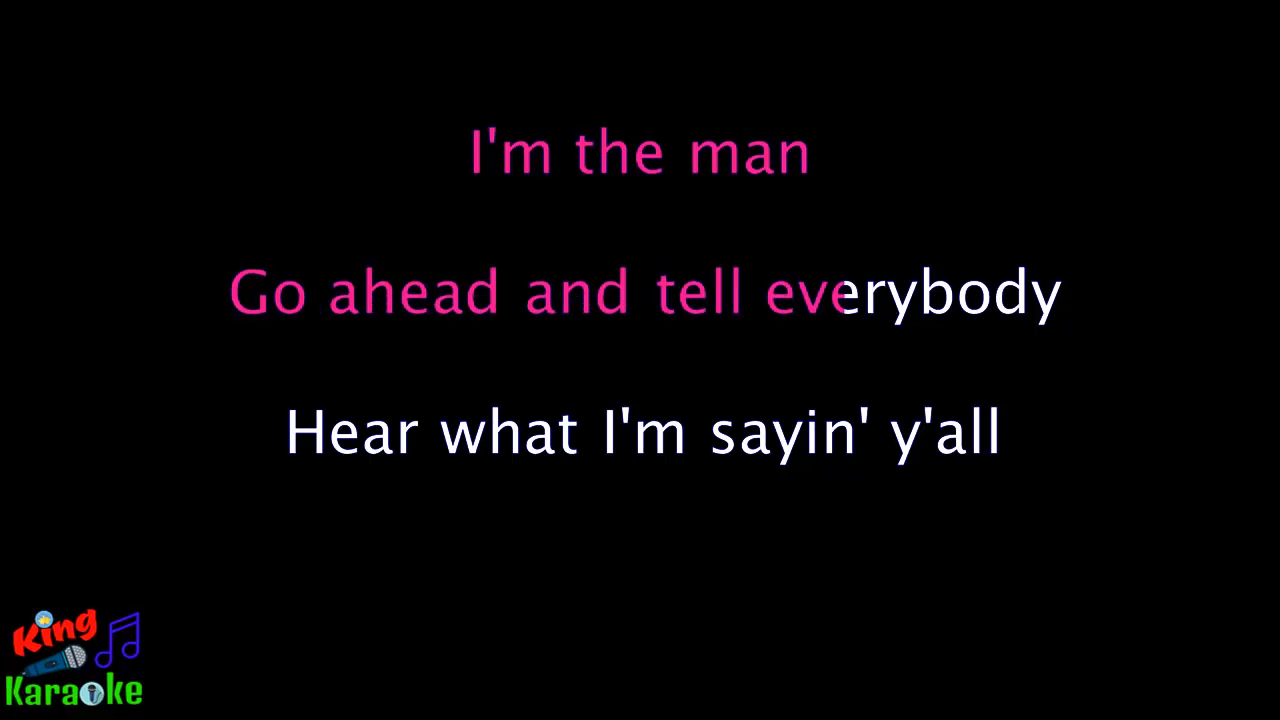 I'm the man
Go ahead and tell everybody
Hear what I'm sayin' y'all
King
Karaoke